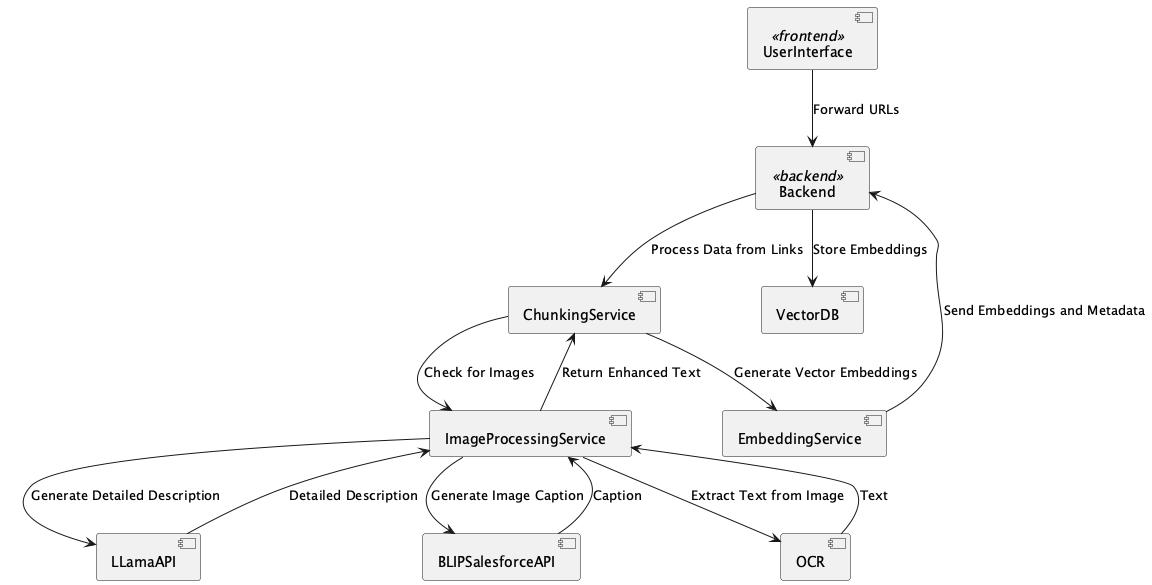 «frontend»
UserInterface
Forward URLs
«backend»
Backend
Process Data from Links
Store Embeddings
ChunkingService
VectorDB
Send Embeddings and Metadata
Check for Images
Return Enhanced Text
Generate Vector Embeddings
ImageProcessingService
EmbeddingService
Generate Detailed Description
Detailed Description
Generate Image Caption
Caption
Extract Text from Image
Text
LLamaAPI
BLIPSalesforceAPI
OCR